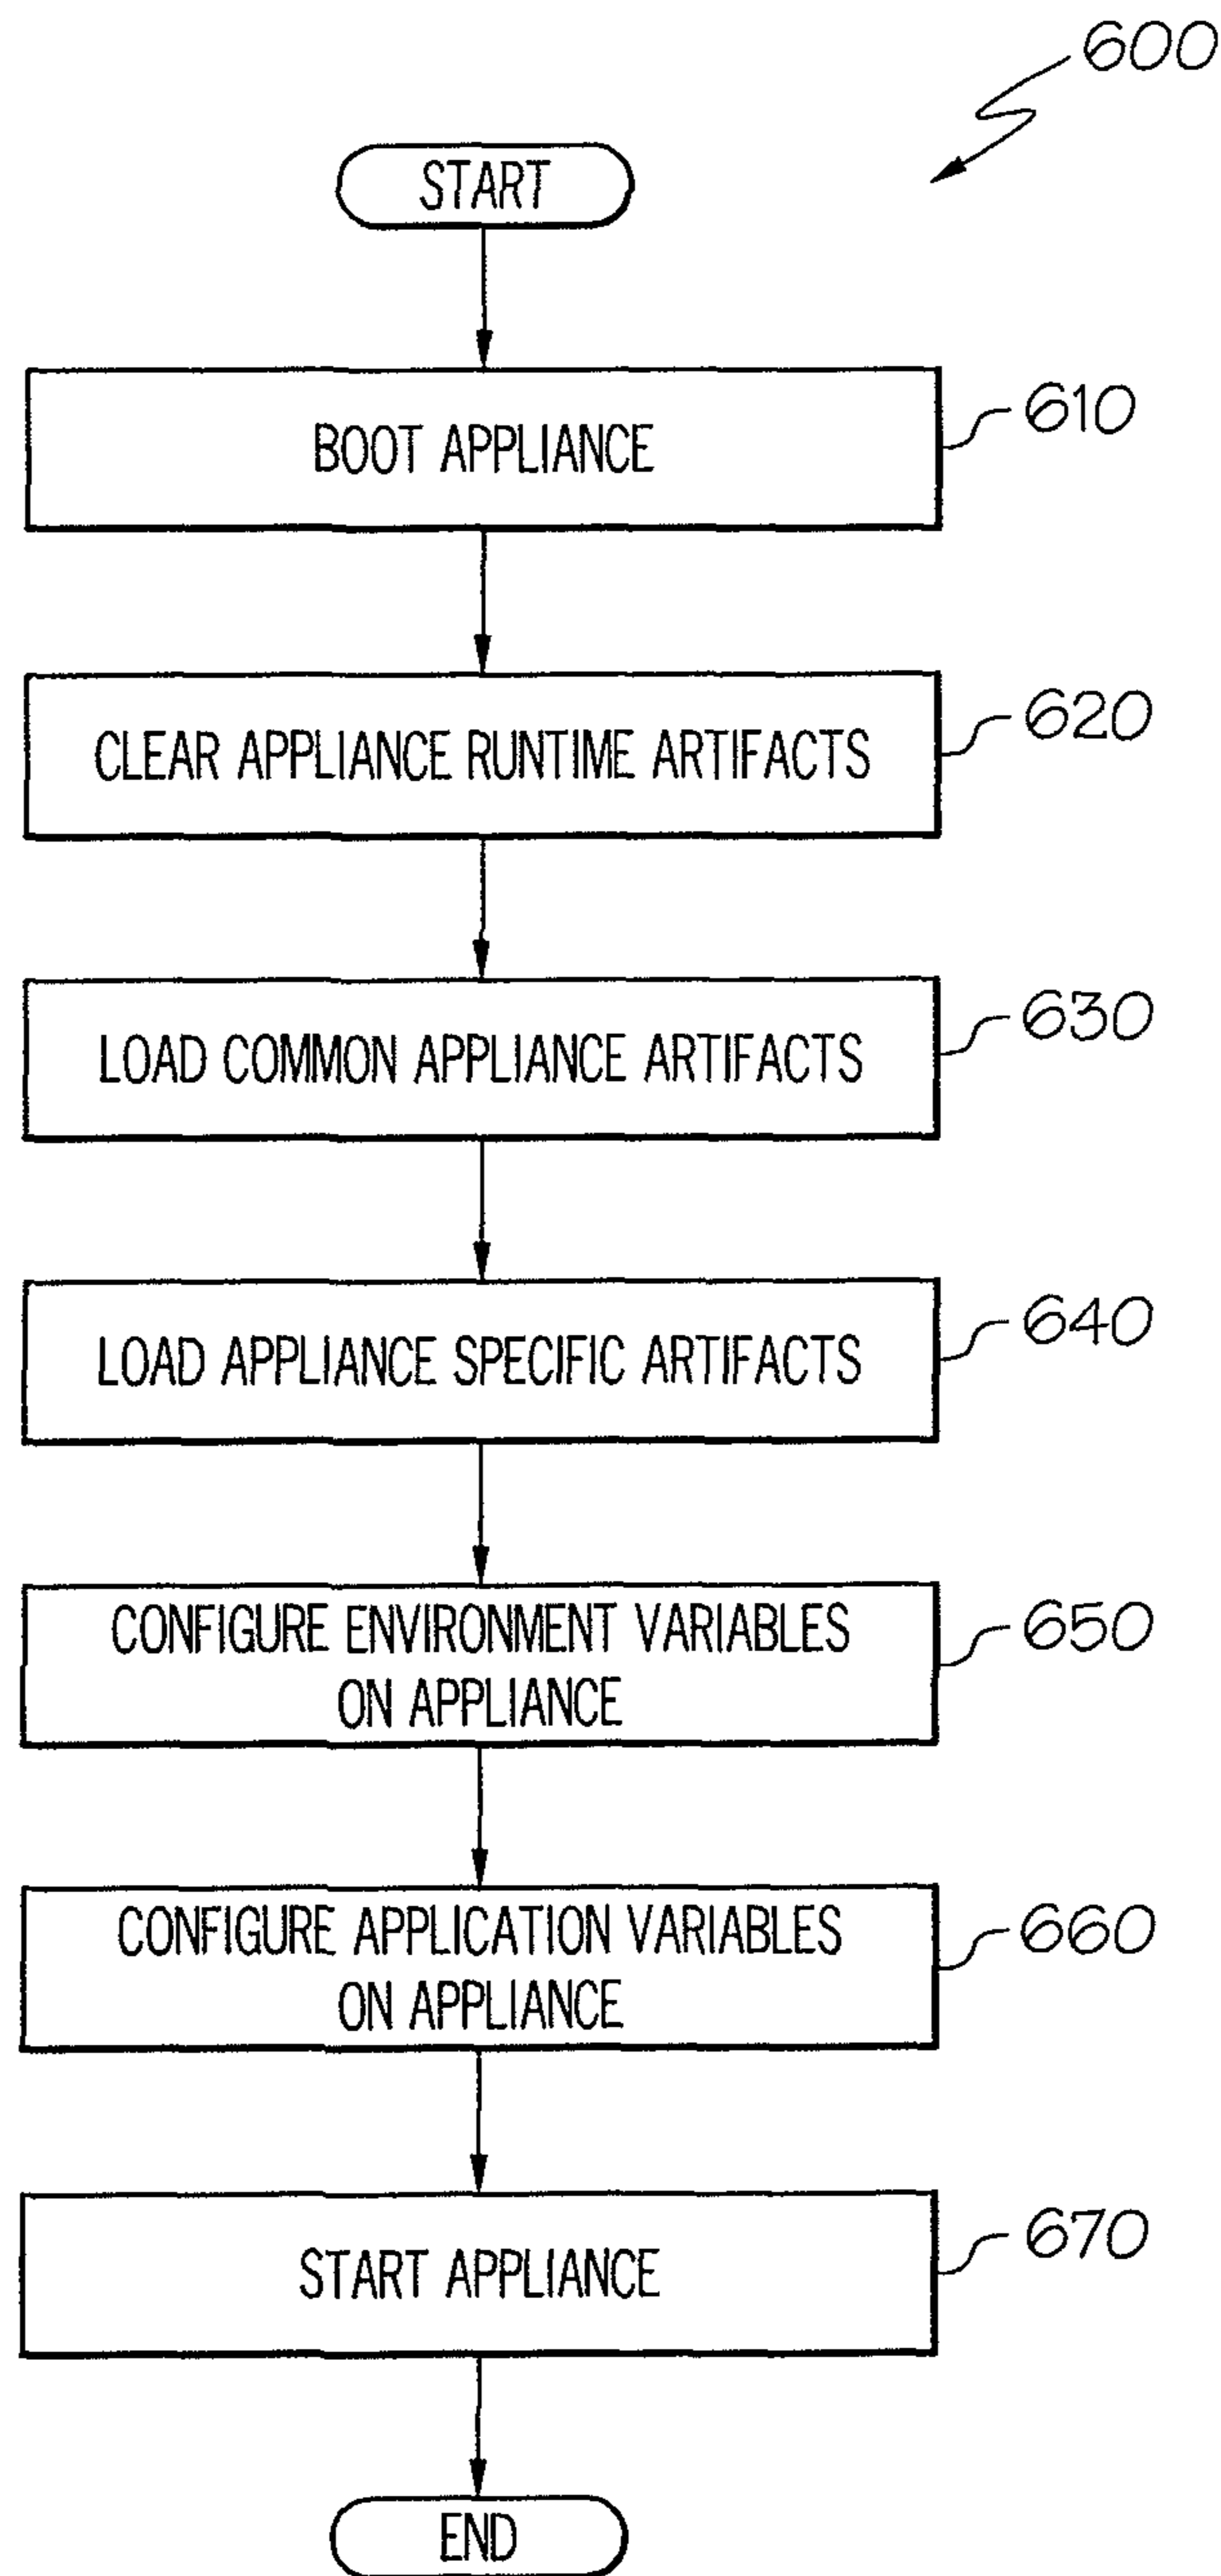 600
START
BOOT APPLIANCE
610
CLEAR APPLIANCE RUNTIME ARTIFACTS
620
LOAD COMMON APPLIANCE ARTIFACTS
630
LOAD APPLIANCE SPECIFIC ARTIFACTS
640
CONFIGURE ENVIRONMENT VARIABLES
ON APPLIANCE
650
CONFIGURE APPLICATION VARIABLES
ON APPLIANCE
660
START APPLIANCE
670
END